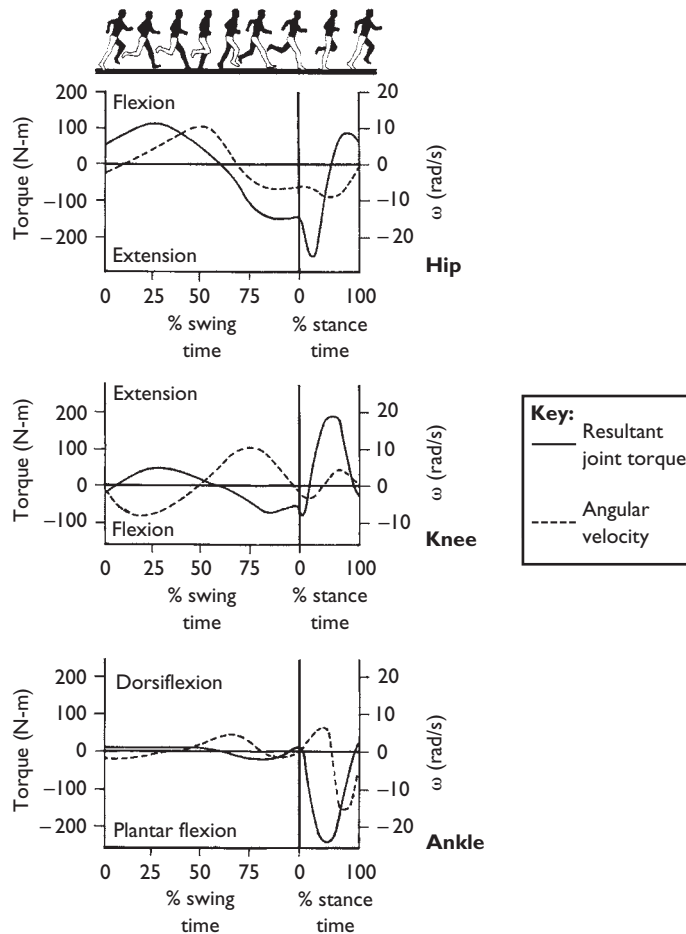 200
100
0
−100
−200
Torque (N-m)
Flexion
Extension
20
10
0
−10
−20
ω (rad/s)
Hip
0 25 50 75 0 100
% swing % stance
time time
200
100
0
−100
Torque (N-m)
Extension
Flexion
20
10
0
−10
ω (rad/s)
Knee
0 25 50 75 0 100
% swing % stance
time time
Key:
Resultant
joint torque
Angular
velocity
200
100
0
−100
−200
Torque (N-m)
Dorsiflexion
Plantar flexion
20
10
0
−10
−20
ω (rad/s)
Ankle
0 25 50 75 0 100
% swing % stance
time time